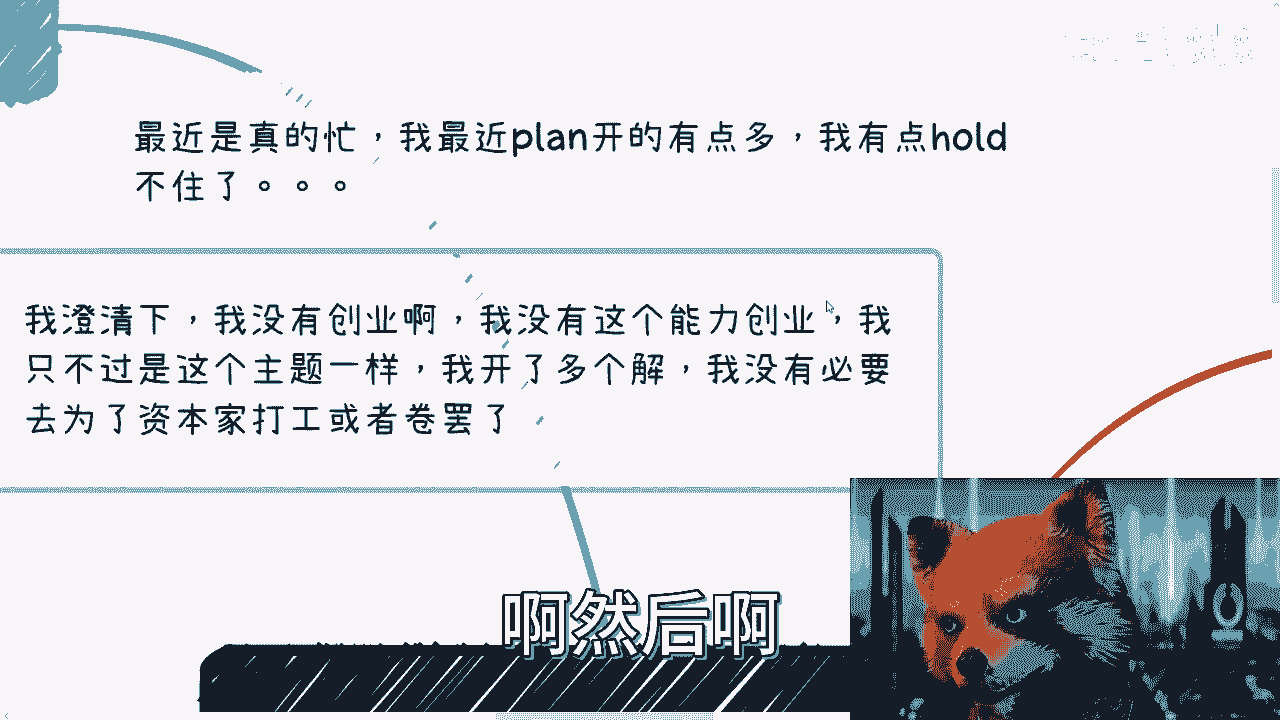 最近是真的忙，我最近plan开的有点多，我有点hold
不住了。。。
我澄清下，我没有创业啊，我没有这个能力创业，我
只不过是这个主题一样，我开了多个解，我没有必要
去为了资本家打工或者卷罢了
啊然后啊